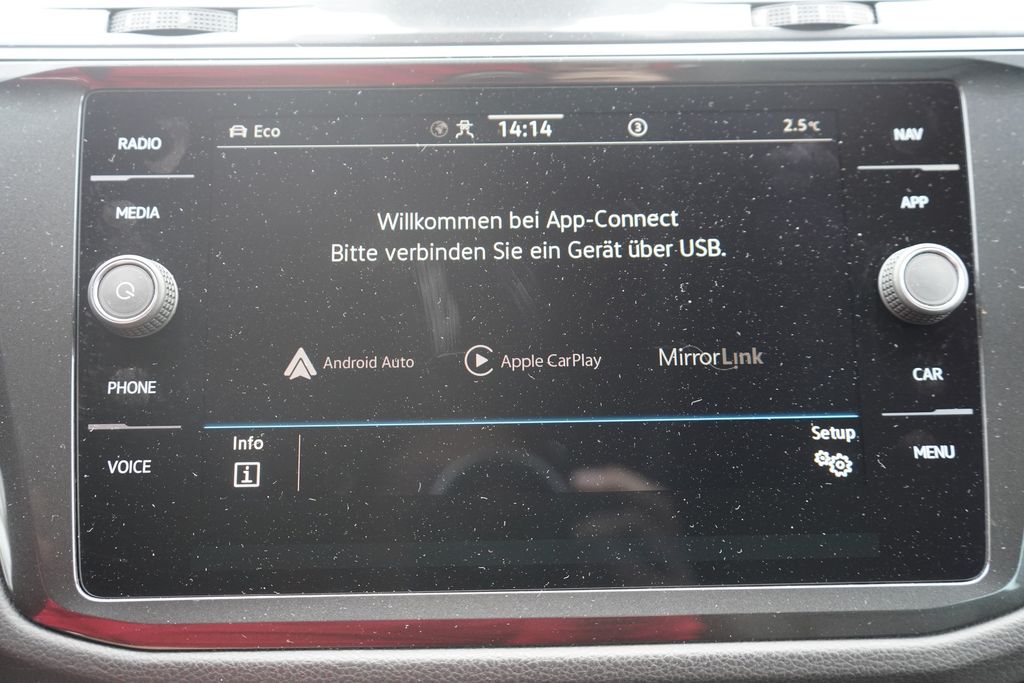 RADIO
MEDIA
PHONE
VOICE
Eco
14:14
3
2.5°C
Willkommen bei App-Connect
Bitte verbinden Sie ein Gerät über USB.
Android Auto
Apple CarPlay
MirrorLink
Info
i
Setup
NAV
APP
CAR
MENU